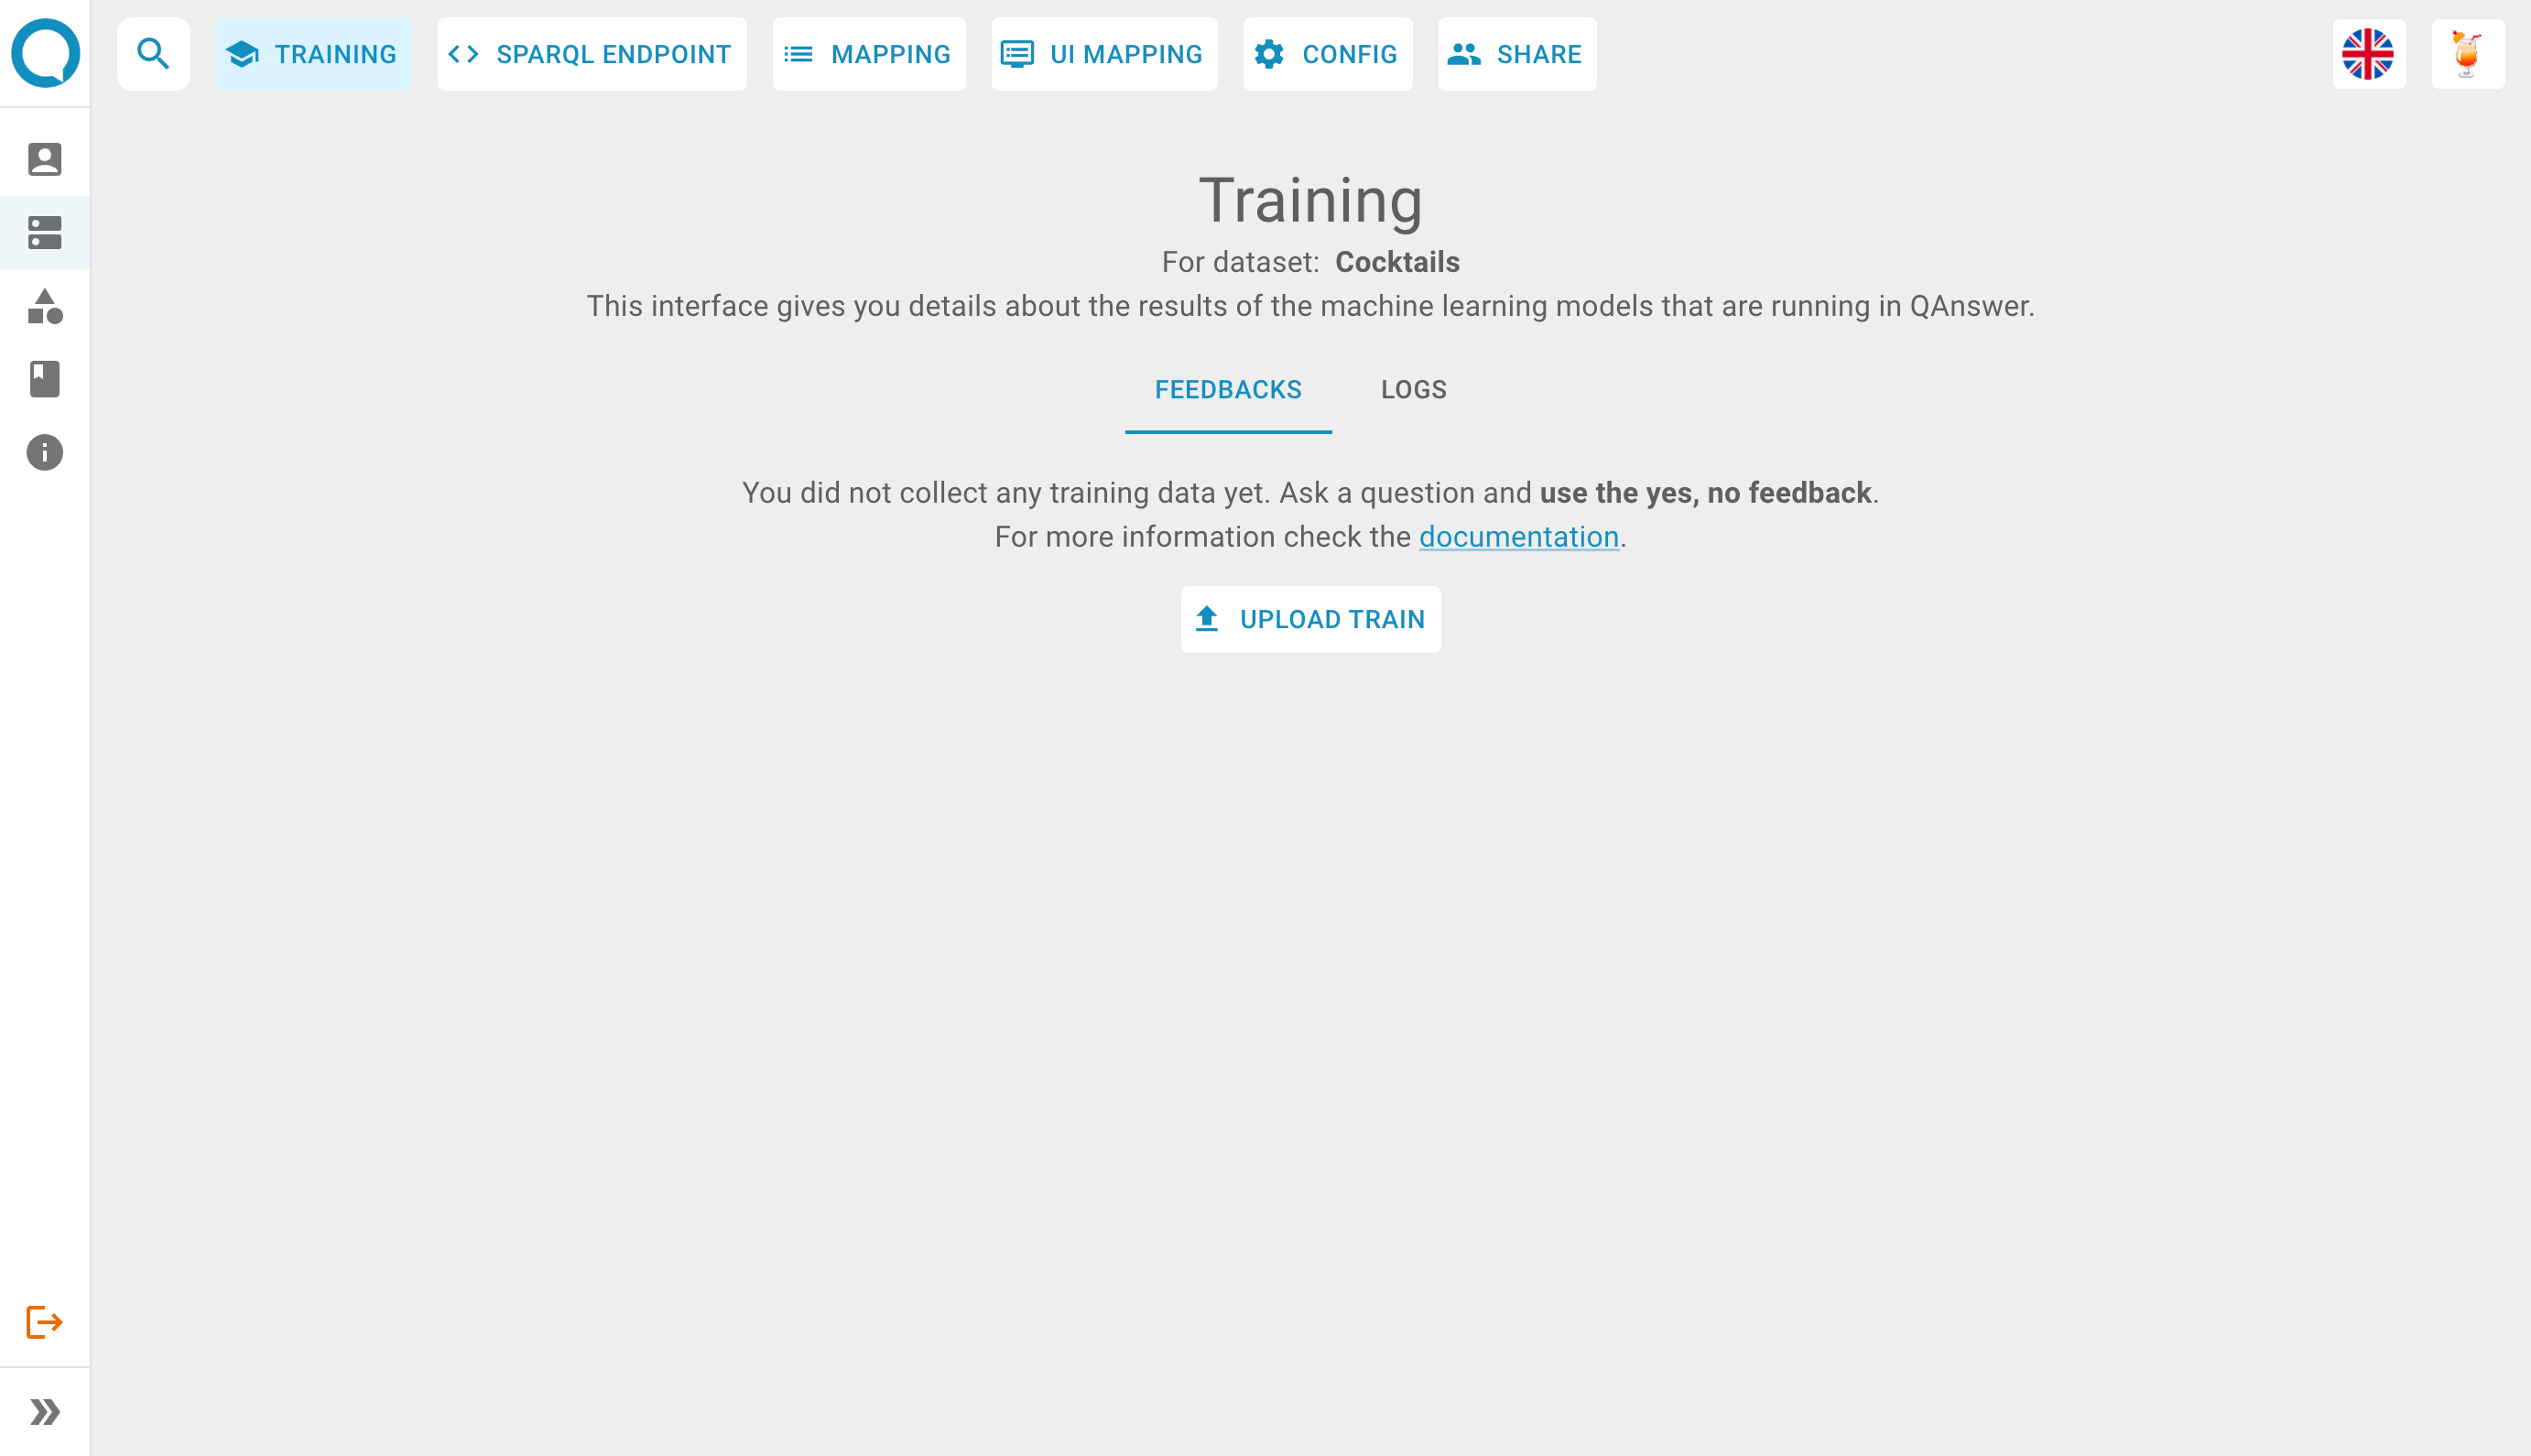 TRAINING
SPARQL ENDPOINT
MAPPING
UI MAPPING
CONFIG
SHARE
Training
For dataset: Cocktails
This interface gives you details about the results of the machine learning models that are running in QAnswer.
FEEDBACKS
LOGS
You did not collect any training data yet. Ask a question and use the yes, no feedback.
For more information check the documentation.
UPLOAD TRAIN